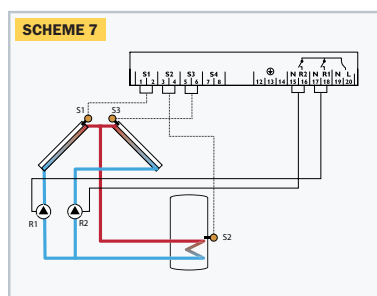 SCHEME 7
S1 S2 S3 S4 N R2 N R1 N L
1 2 3 4 5 6 7 8 12 13 14 15 16 17 18 19 20
S1 S3
R1 R2 S2